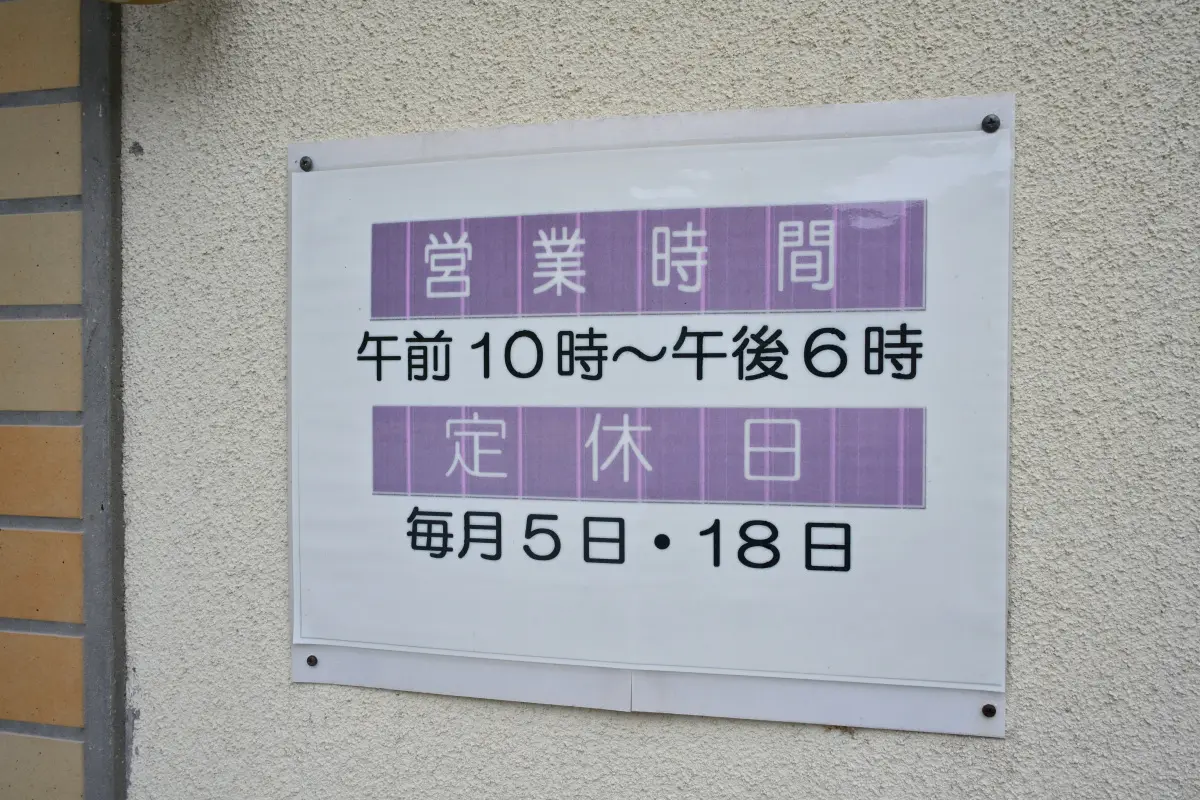 営業時間
午前10時〜午後6時
定休日
毎月5日・18日